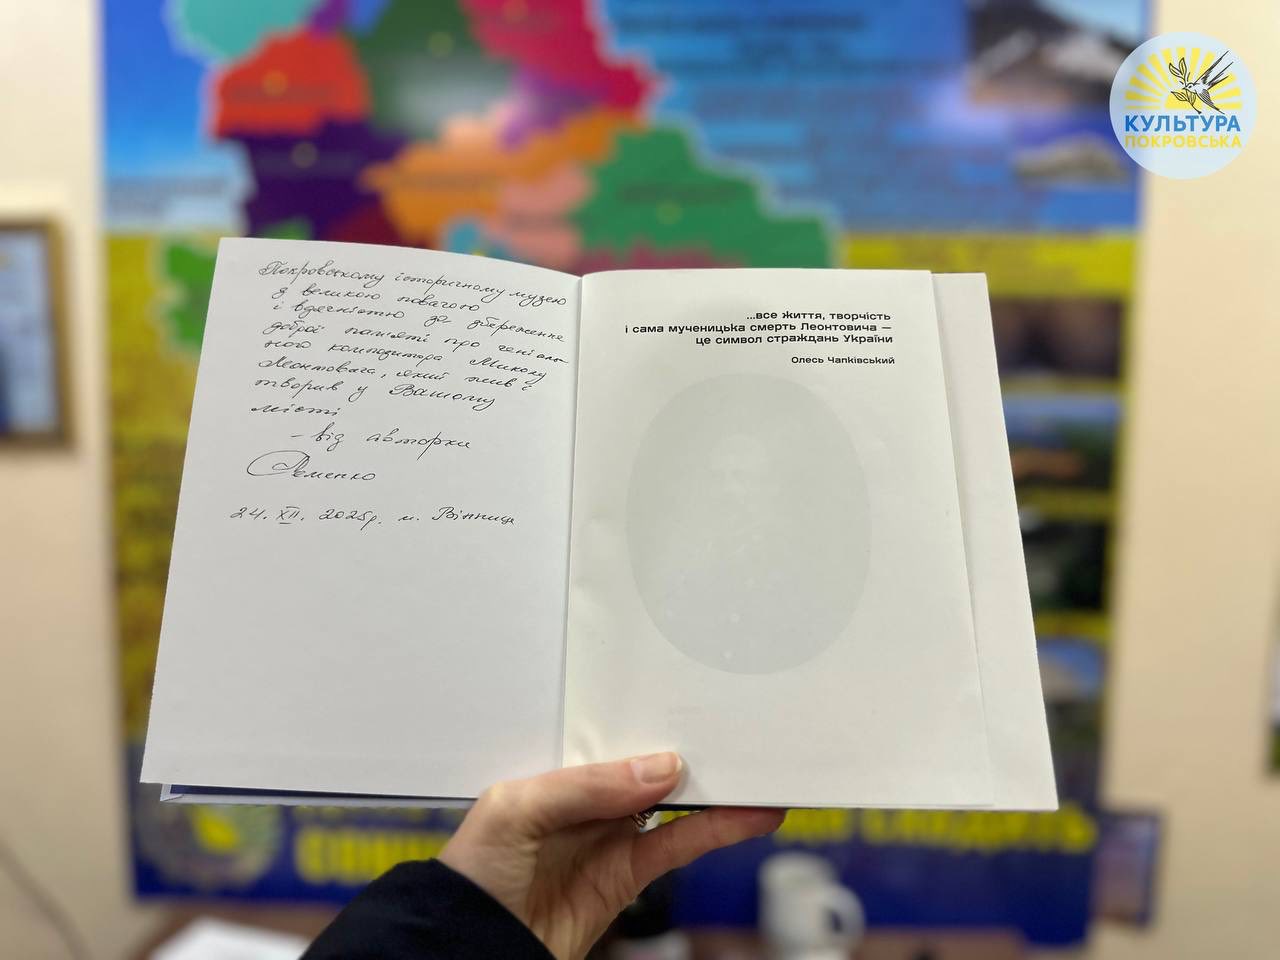 КУЛЬТУРА
ПОКРОВСЬКА
Покровському історичному музею
з великою повагою
і вдячністю за збереження
доброї пам'яті про геніаль-
ного композитора Миколу
Леонтовича, який жив і
творив у Вашому
місті
- від авторки
Семенко
24. XII. 2025р. м. Вінниця
...все життя, творчість
і сама мученицька смерть Леонтовича —
це символ страждань України
Олесь Чапківський